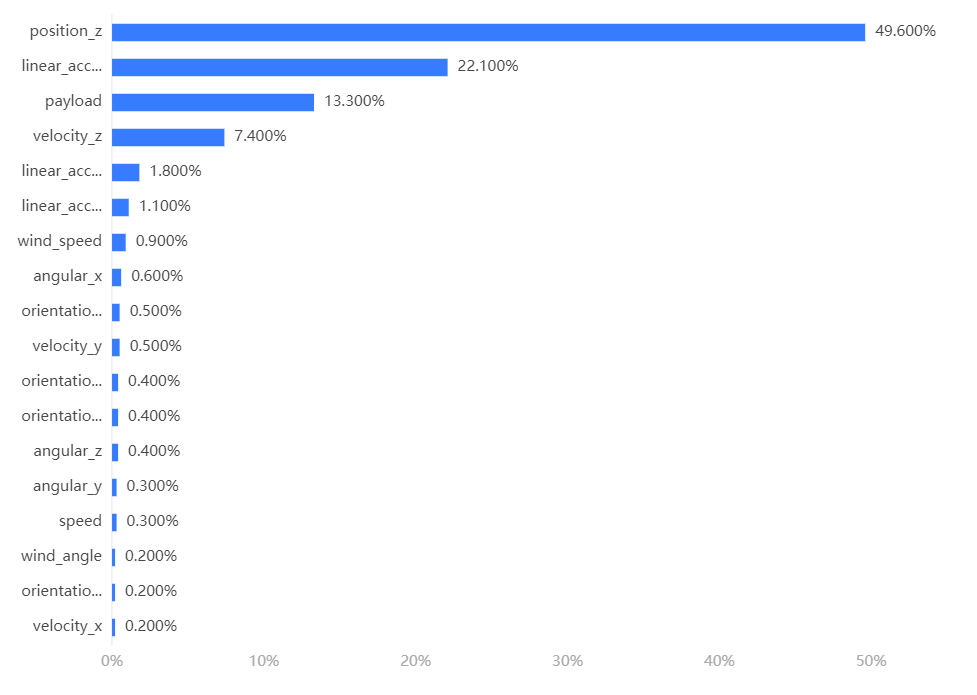 position_z 49.600%
linear_acc... 22.100%
payload 13.300%
velocity_z 7.400%
linear_acc... 1.800%
linear_acc... 1.100%
wind_speed 0.900%
angular_x 0.600%
orientatio... 0.500%
velocity_y 0.500%
orientatio... 0.400%
orientatio... 0.400%
angular_z 0.400%
angular_y 0.300%
speed 0.300%
wind_angle 0.200%
orientatio... 0.200%
velocity_x 0.200%
0% 10% 20% 30% 40% 50%